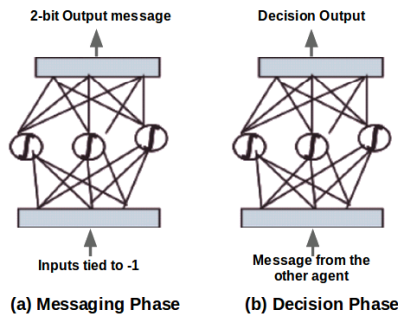 2-bit Output message
Decision Output
Inputs tied to -1
Message from the
other agent
(a) Messaging Phase
(b) Decision Phase